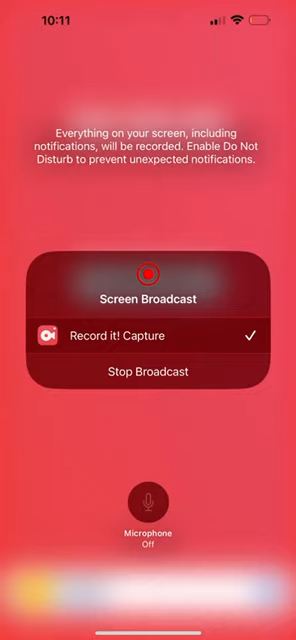 10:11
Everything on your screen, including
notifications, will be recorded. Enable Do Not
Disturb to prevent unexpected notifications.
Screen Broadcast
Record it! Capture
Stop Broadcast
Microphone
Off